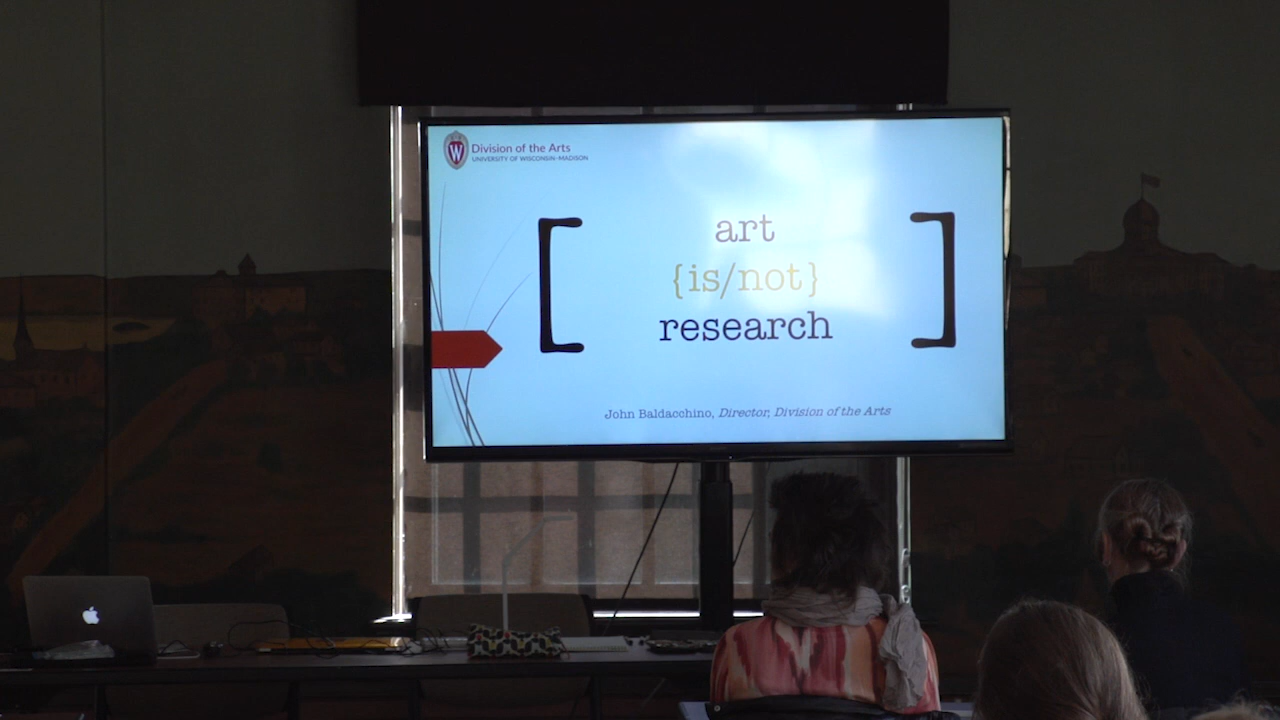 W
Division of the Arts
UNIVERSITY OF WISCONSIN-MADISON
[ art
{is/not}
research ]
John Baldacchino, Director, Division of the Arts